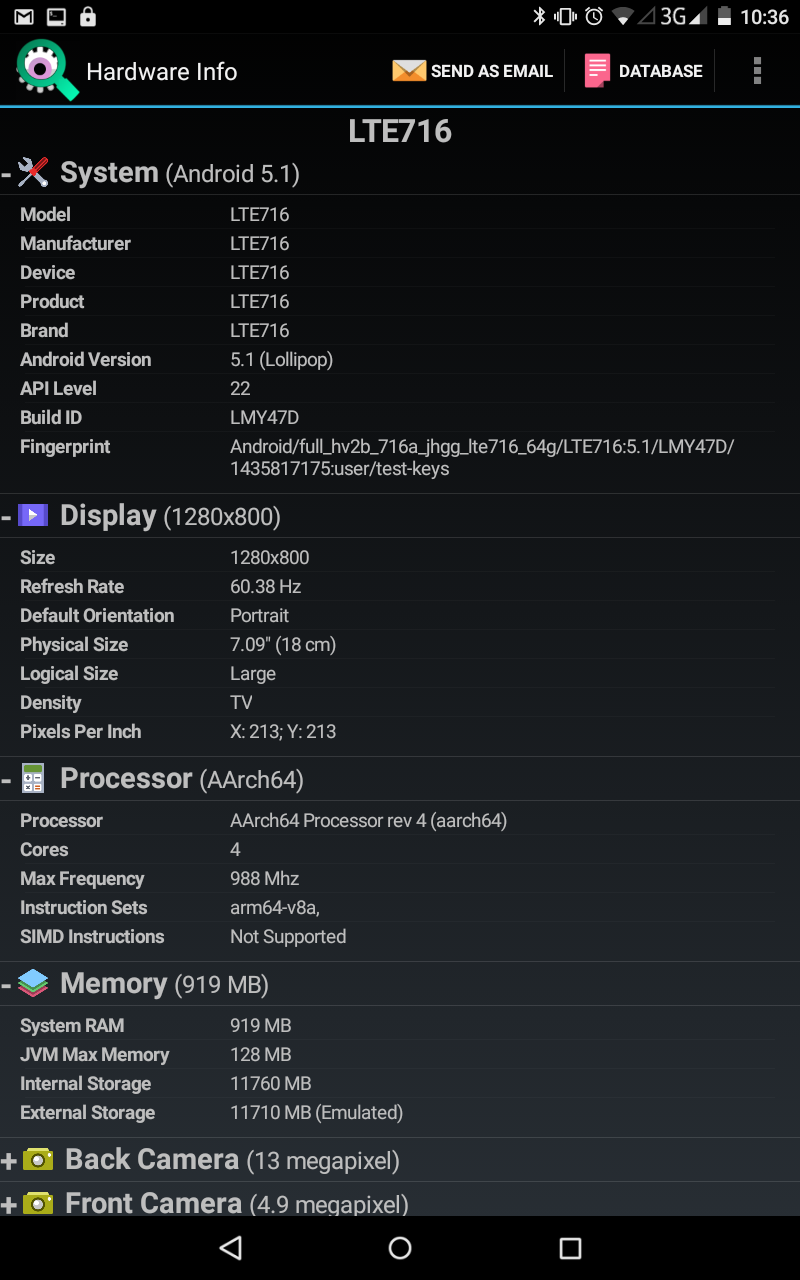 3G 10:36
Hardware Info SEND AS EMAIL DATABASE
LTE716
- System (Android 5.1)
Model LTE716
Manufacturer LTE716
Device LTE716
Product LTE716
Brand LTE716
Android Version 5.1 (Lollipop)
API Level 22
Build ID LMY47D
Fingerprint Android/full_hv2b_716a_jhgg_lte716_64g/LTE716:5.1/LMY47D/
1435817175:user/test-keys
- Display (1280x800)
Size 1280x800
Refresh Rate 60.38 Hz
Default Orientation Portrait
Physical Size 7.09" (18 cm)
Logical Size Large
Density TV
Pixels Per Inch X: 213; Y: 213
- Processor (AArch64)
Processor AArch64 Processor rev 4 (aarch64)
Cores 4
Max Frequency 988 Mhz
Instruction Sets arm64-v8a,
SIMD Instructions Not Supported
- Memory (919 MB)
System RAM 919 MB
JVM Max Memory 128 MB
Internal Storage 11760 MB
External Storage 11710 MB (Emulated)
+ Back Camera (13 megapixel)
+ Front Camera (4.9 megapixel)